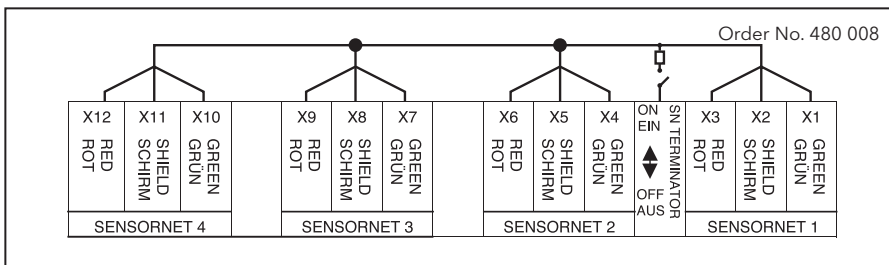 Order No. 480 008
X12 X11 X10 X9 X8 X7 X6 X5 X4 ON X3 X2 X1
EIN
RED
ROT
SHIELD
SCHIRM
GREEN
GRÜN
RED
ROT
SHIELD
SCHIRM
GREEN
GRÜN
RED
ROT
SHIELD
SCHIRM
GREEN
GRÜN
SN TERMINATOR
RED
ROT
SHIELD
SCHIRM
GREEN
GRÜN
OFF
AUS
SENSORNET 4 SENSORNET 3 SENSORNET 2 SENSORNET 1